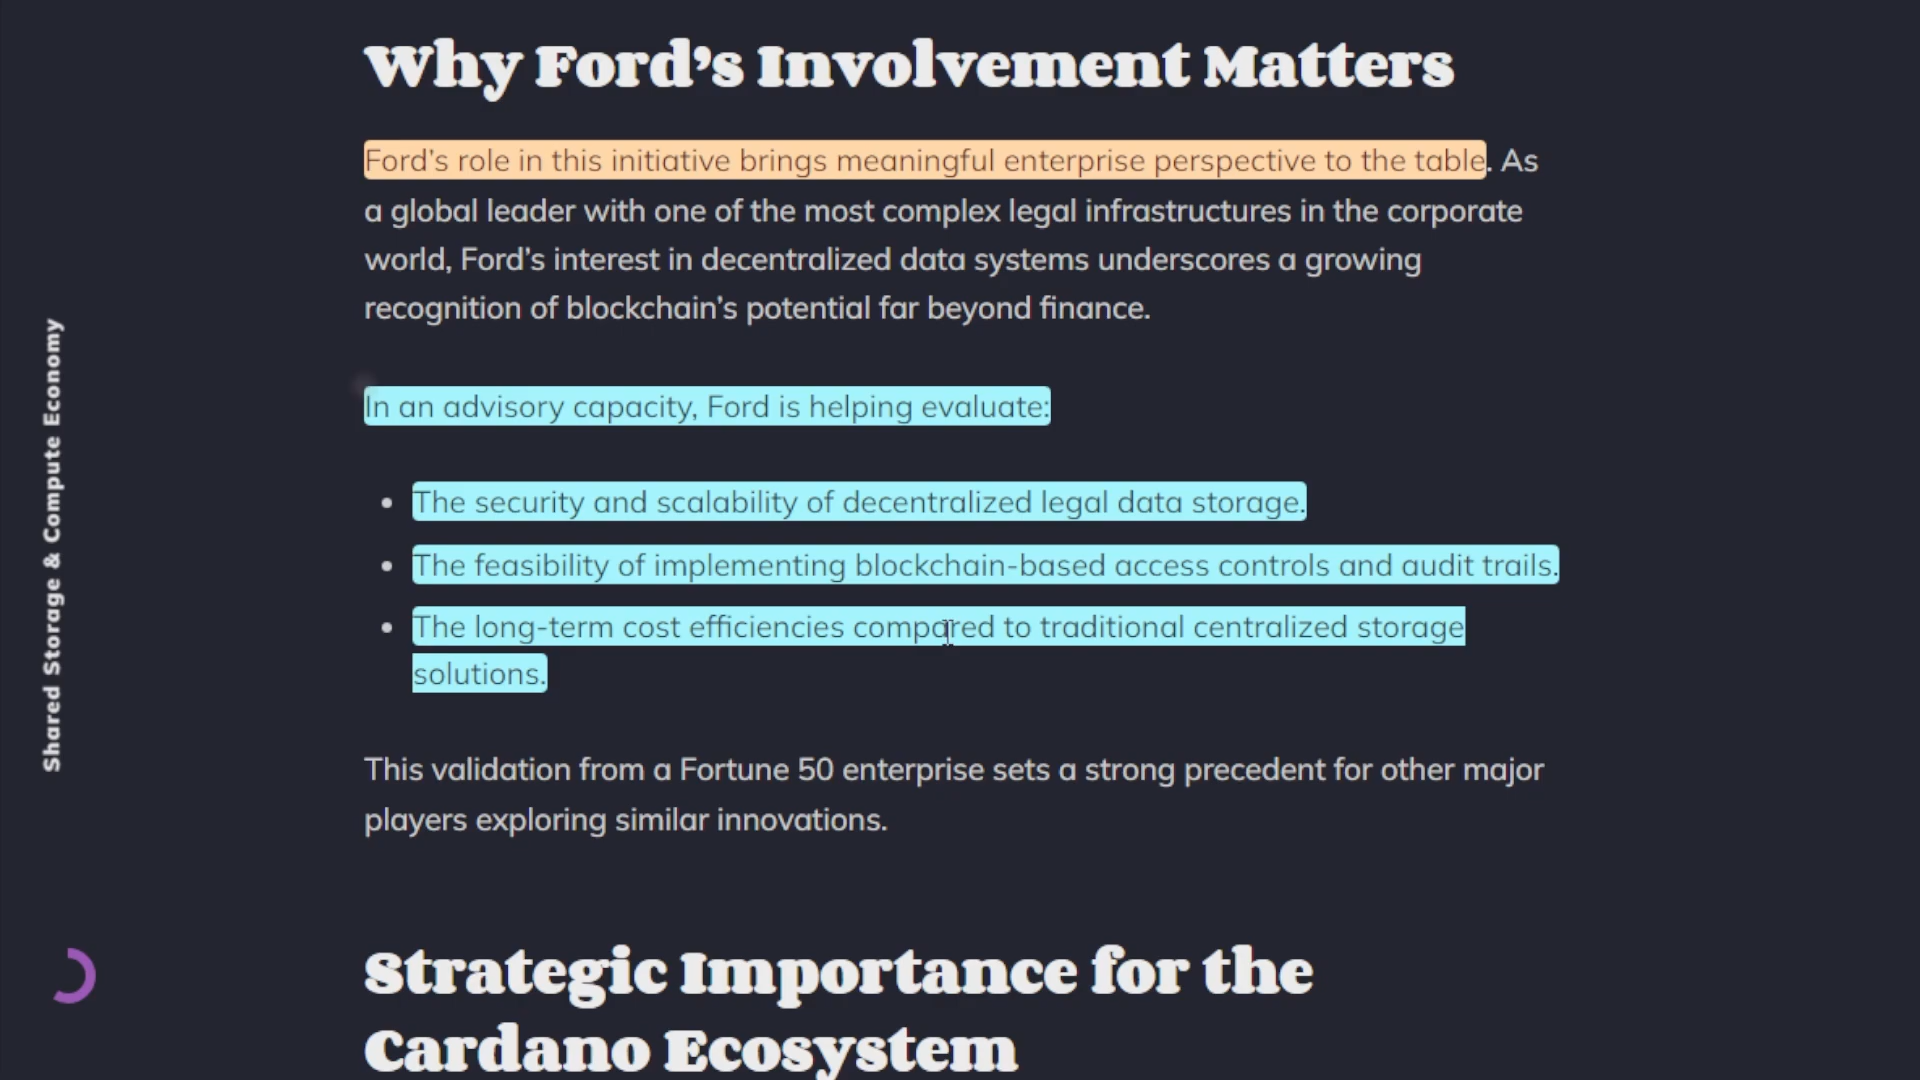 Why Ford's Involvement Matters
Ford's role in this initiative brings meaningful enterprise perspective to the table. As
a global leader with one of the most complex legal infrastructures in the corporate
world, Ford's interest in decentralized data systems underscores a growing
recognition of blockchain's potential far beyond finance.
In an advisory capacity, Ford is helping evaluate:
• The security and scalability of decentralized legal data storage.
• The feasibility of implementing blockchain-based access controls and audit trails.
• The long-term cost efficiencies compared to traditional centralized storage
solutions.
This validation from a Fortune 50 enterprise sets a strong precedent for other major
players exploring similar innovations.
Strategic Importance for the
Cardano Ecosystem
Shared Storage & Compute Economy